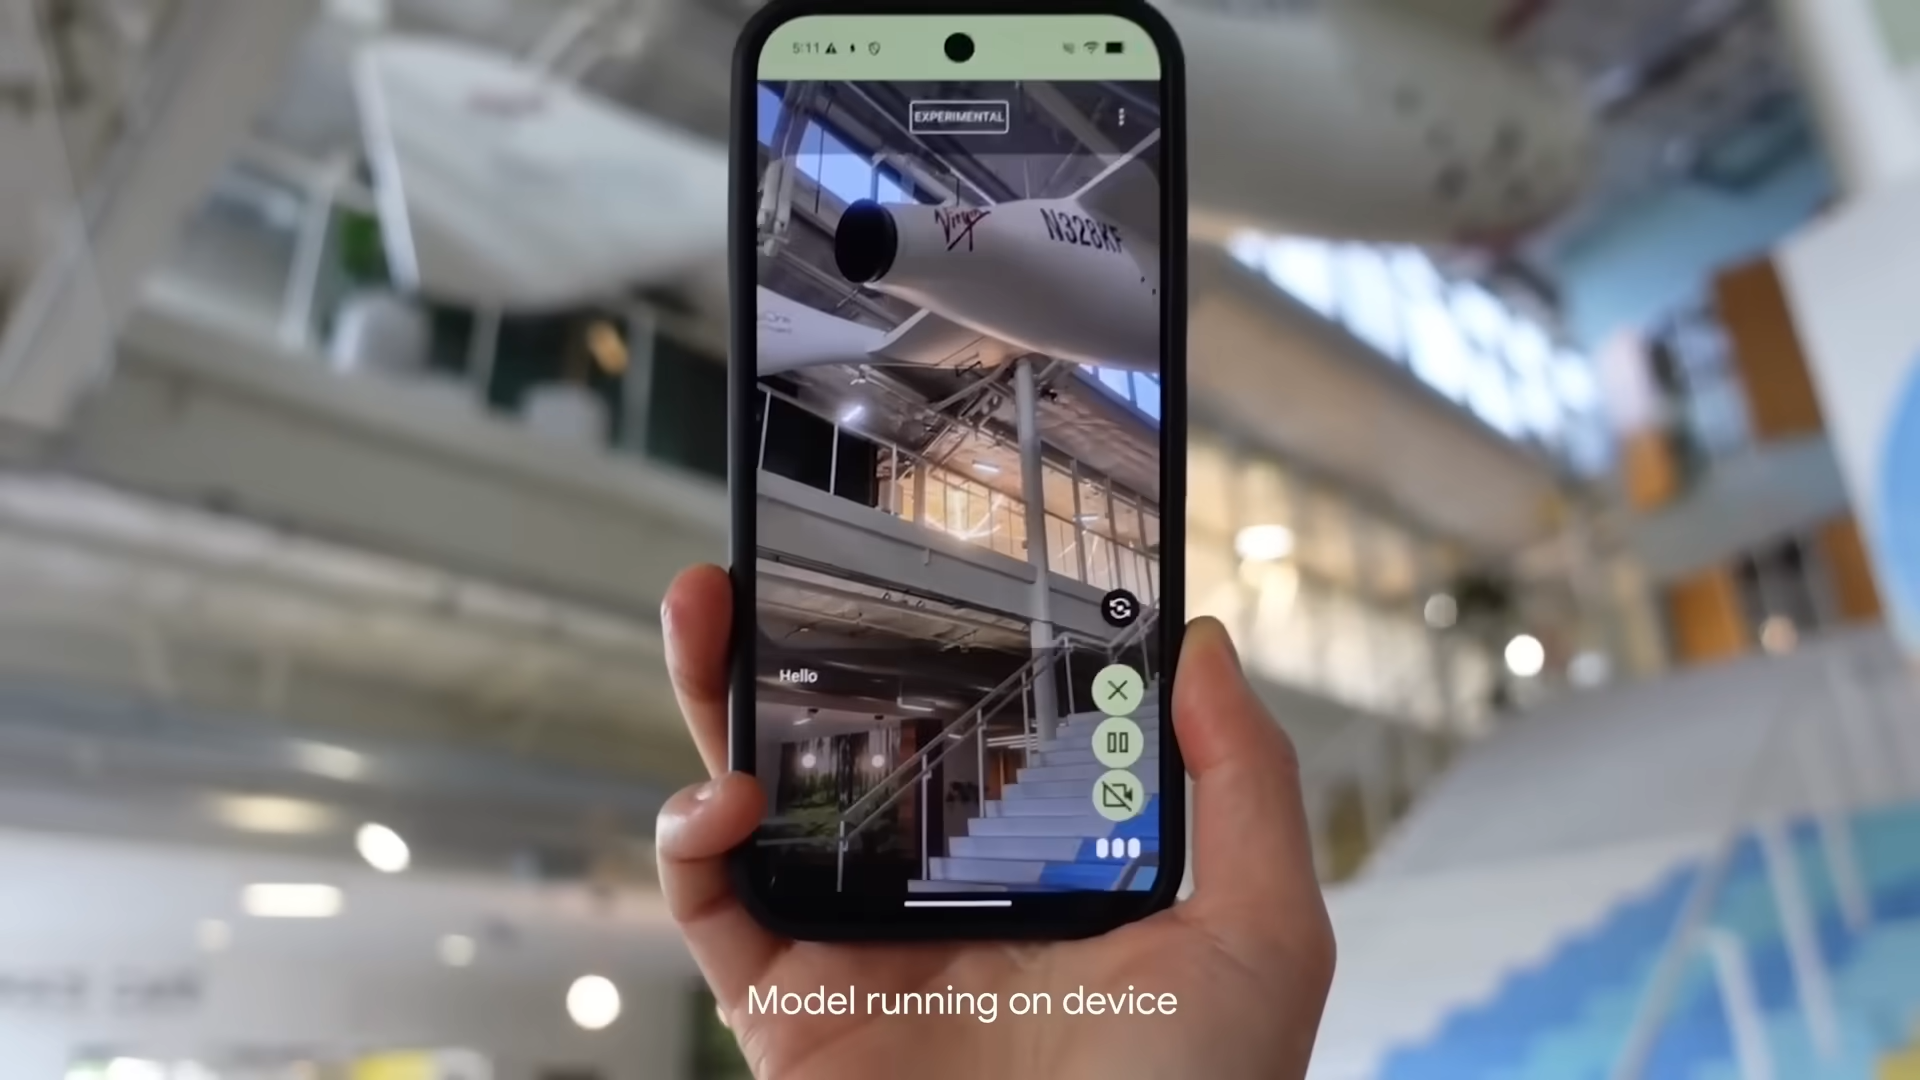 5:11
EXPERIMENTAL
Virgin
N328KF
Hello
Model running on device